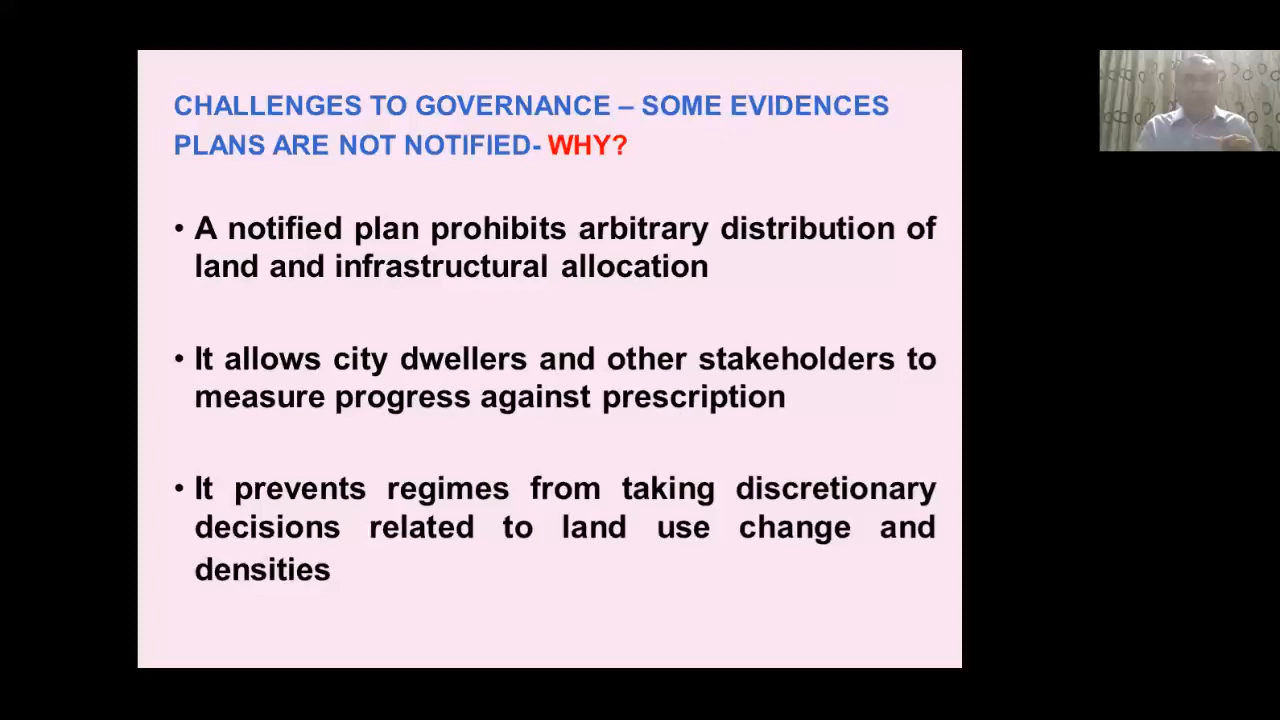 CHALLENGES TO GOVERNANCE – SOME EVIDENCES
PLANS ARE NOT NOTIFIED- WHY?
• A notified plan prohibits arbitrary distribution of
land and infrastructural allocation
• It allows city dwellers and other stakeholders to
measure progress against prescription
• It prevents regimes from taking discretionary
decisions related to land use change and
densities